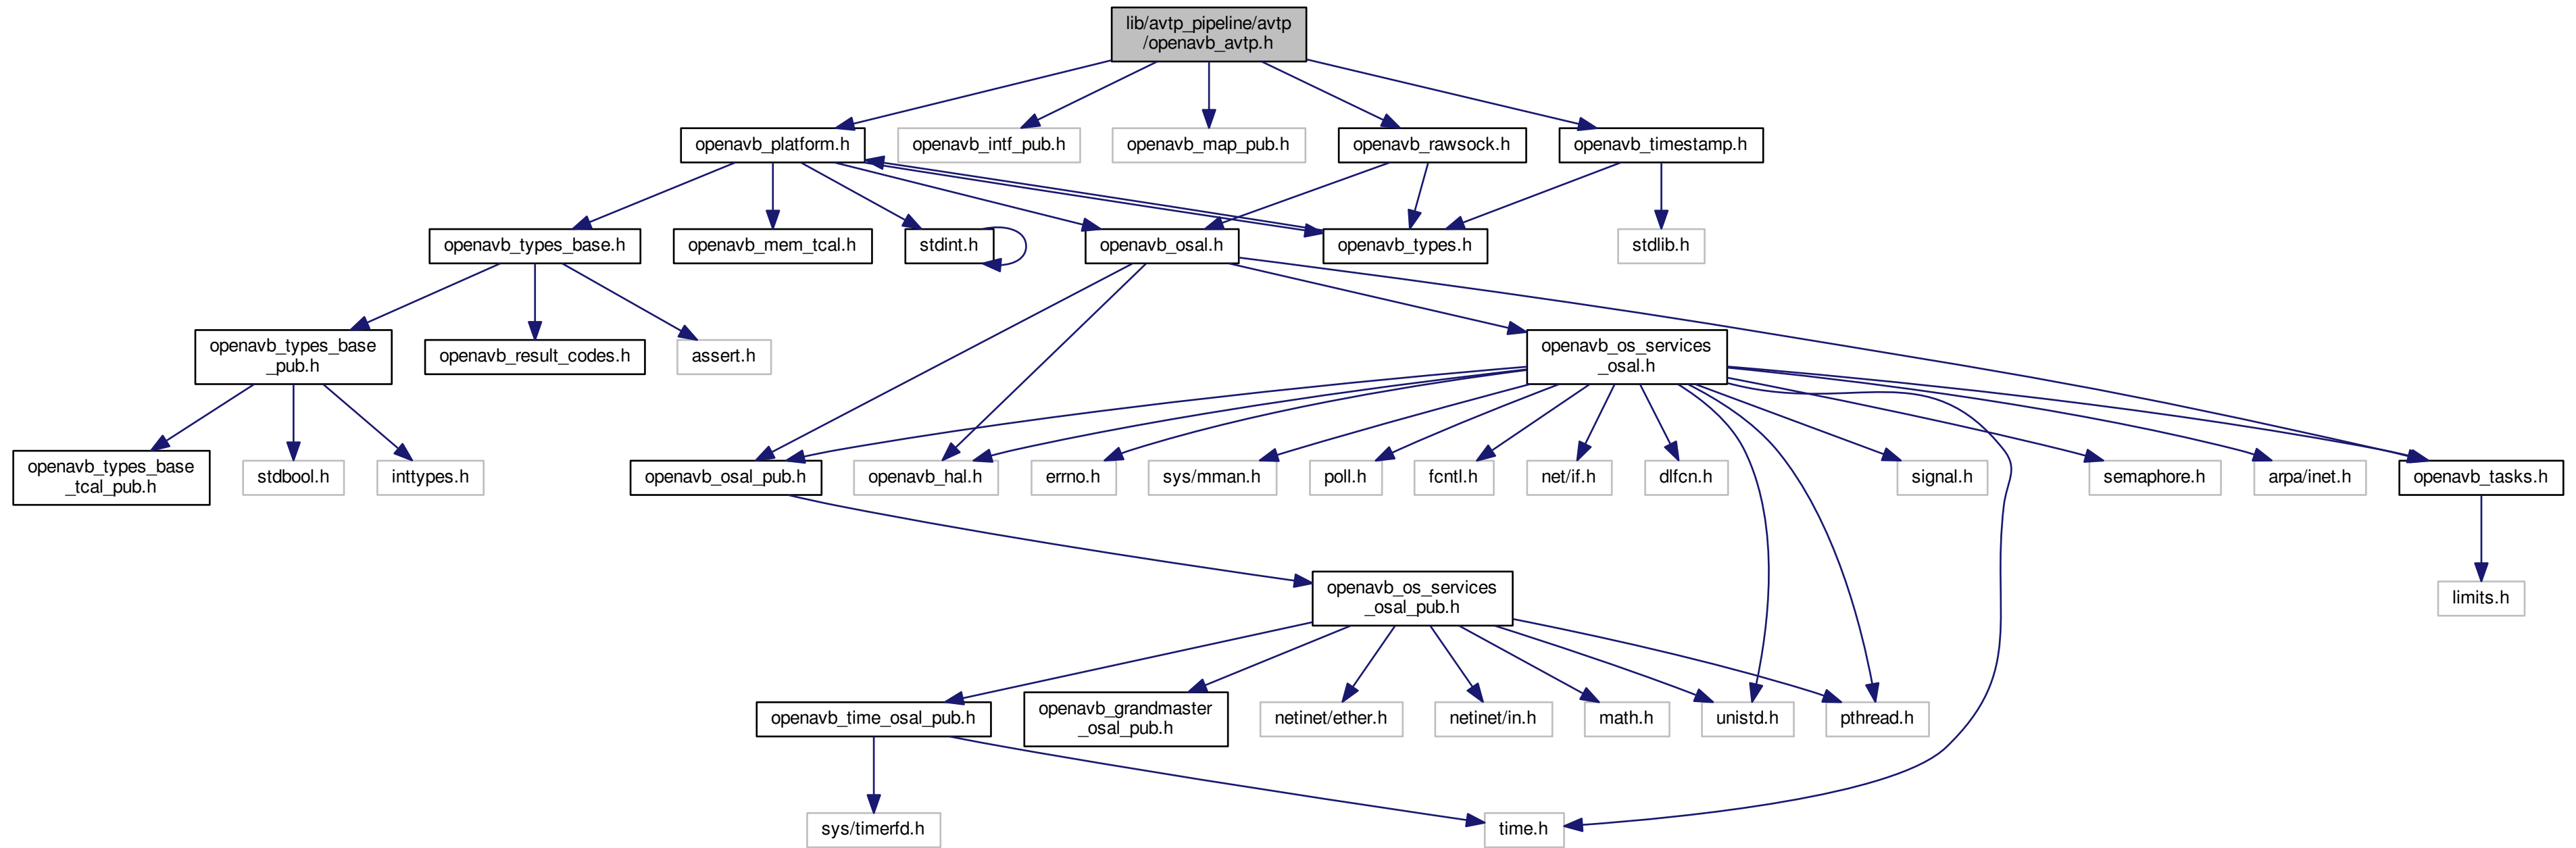 lib/avtp_pipeline/avtp
/openavb_avtp.h
openavb_platform.h
openavb_intf_pub.h
openavb_map_pub.h
openavb_rawsock.h
openavb_timestamp.h
openavb_types_base.h
openavb_mem_tcal.h
stdint.h
openavb_osal.h
openavb_types.h
stdlib.h
openavb_types_base
_pub.h
openavb_result_codes.h
assert.h
openavb_os_services
_osal.h
openavb_types_base
_tcal_pub.h
stdbool.h
inttypes.h
openavb_osal_pub.h
openavb_hal.h
errno.h
sys/mman.h
poll.h
fcntl.h
net/if.h
dlfcn.h
signal.h
semaphore.h
arpa/inet.h
openavb_tasks.h
openavb_os_services
_osal_pub.h
limits.h
openavb_time_osal_pub.h
openavb_grandmaster
_osal_pub.h
netinet/ether.h
netinet/in.h
math.h
unistd.h
pthread.h
sys/timerfd.h
time.h